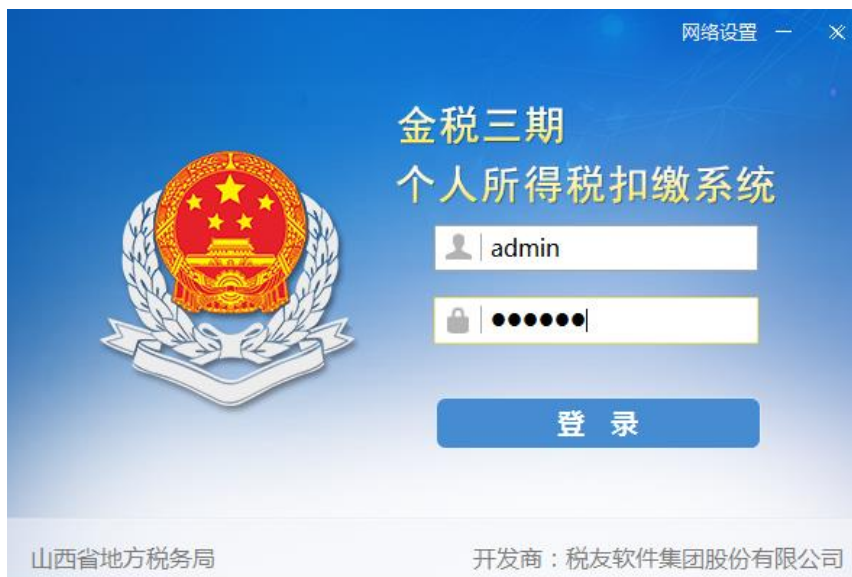 网络设置
金税三期
个人所得税扣缴系统
admin
●●●●●●
登 录
山西省地方税务局
开发商：税友软件集团股份有限公司